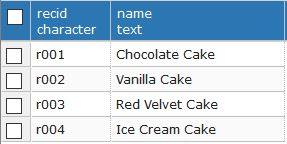 recid name
character text
r001 Chocolate Cake
r002 Vanilla Cake
r003 Red Velvet Cake
r004 Ice Cream Cake